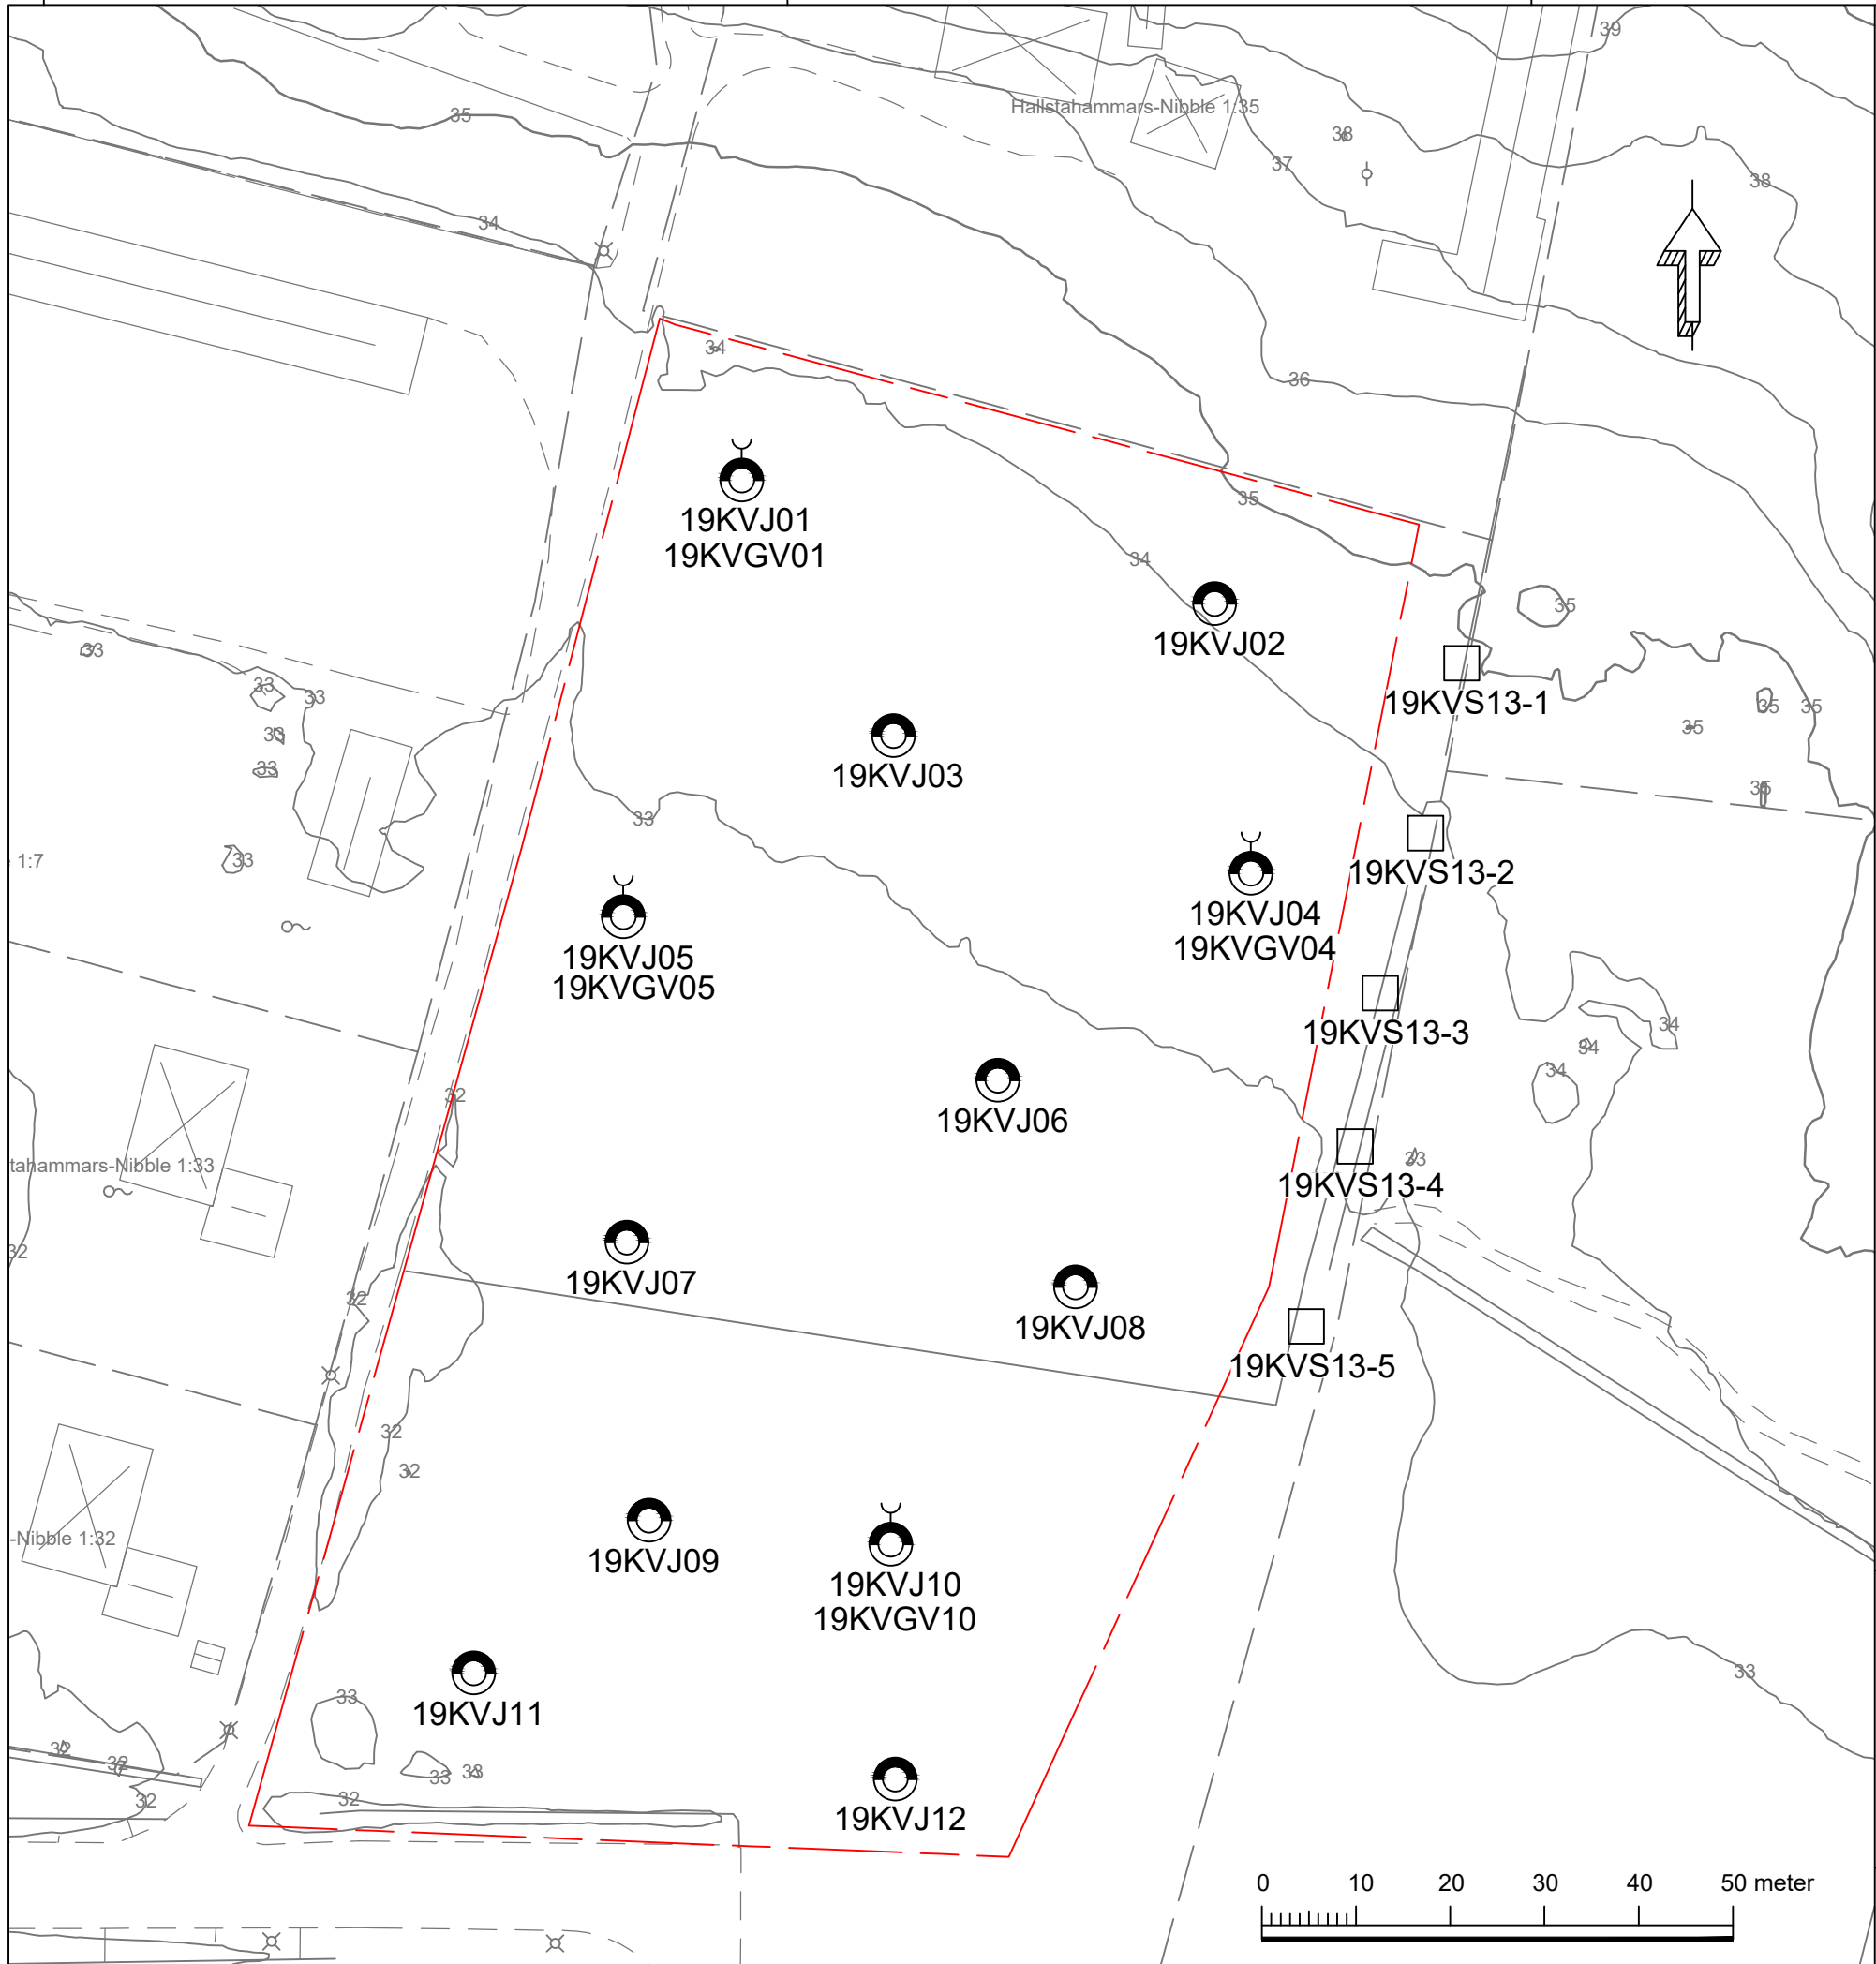 39
35
Hallstahammars-Nibble 1:35
38
37
38
34
34
36
35
19KVJ01
19KVGV01
34
35
19KVJ02
33
33
33
19KVS13-1
35
35
35
33
33
19KVJ03
35
33
1:7
33
19KVS13-2
19KVJ04
19KVGV04
19KVJ05
19KVGV05
19KVS13-3
34
34
34
32
19KVJ06
33
tahammars-Nibble 1:33
19KVS13-4
32
19KVJ07
32
19KVJ08
19KVS13-5
32
32
-Nibble 1:32
19KVJ09
19KVJ10
19KVGV10
33
33
19KVJ11
32
32
33
33
32
32
19KVJ12
0 10 20 30 40 50 meter